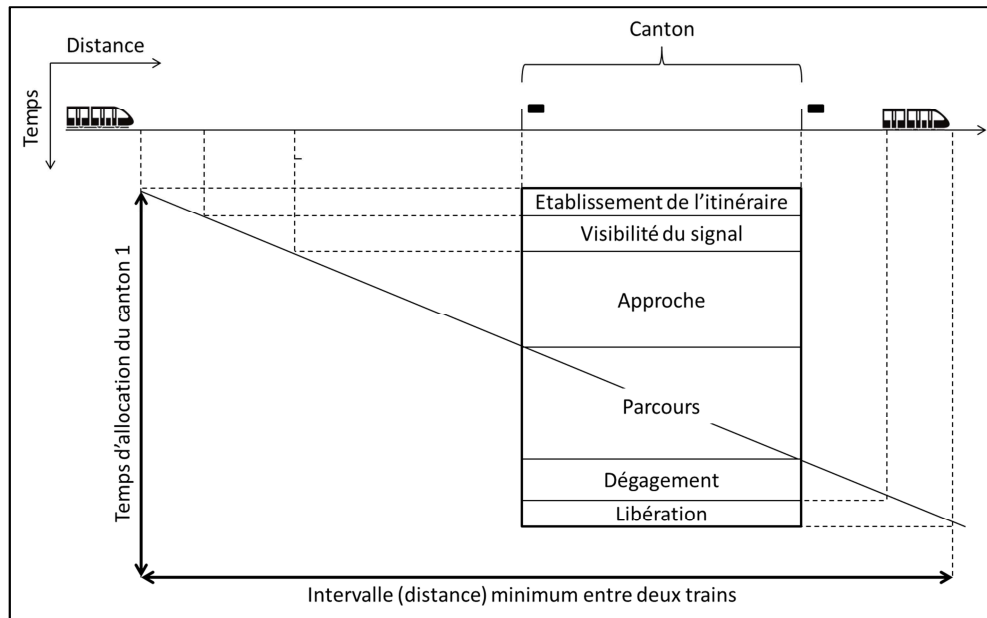 Canton
Distance
Temps
Etablissement de l'itinéraire
Visibilité du signal
Approche
Parcours
Dégagement
Libération
Temps d'allocation du canton 1
Intervalle (distance) minimum entre deux trains